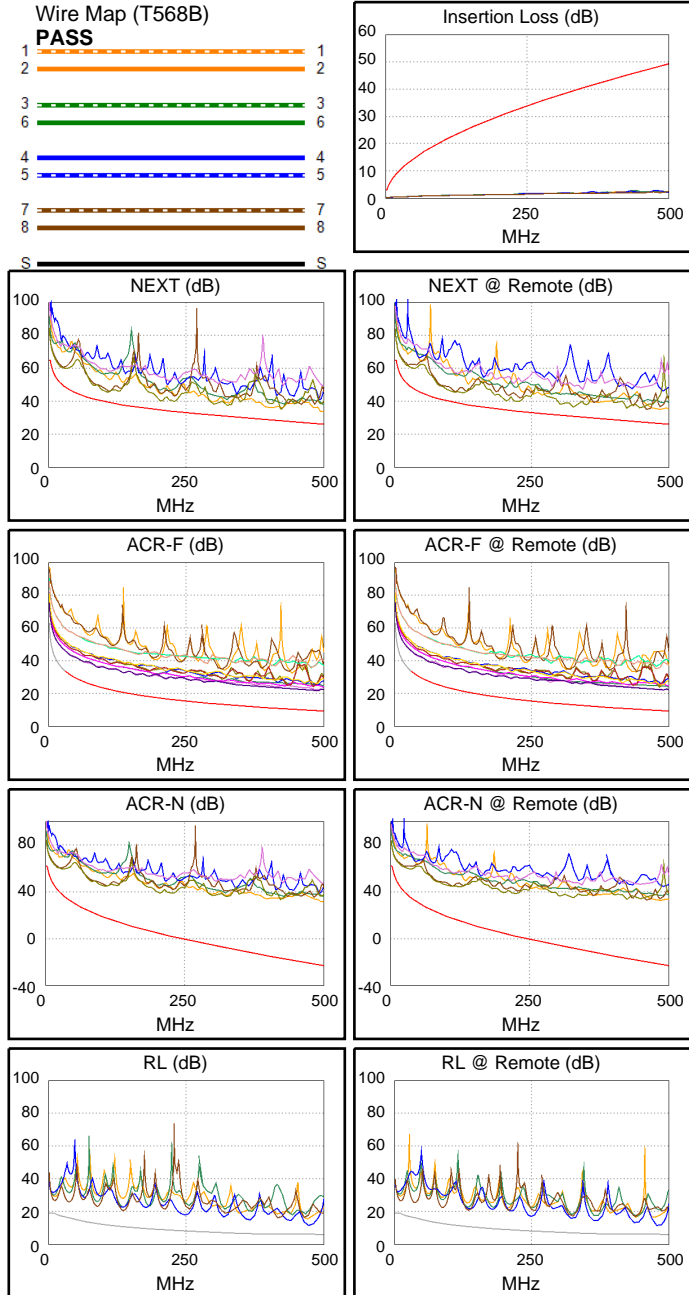 Wire Map (T568B)
PASS
1 1
2 2
3 3
6 6
4 4
5 5
7 7
8 8
S S
Insertion Loss (dB)
60
50
40
30
20
10
0
0 250 500
MHz
NEXT (dB)
100
80
60
40
20
0
0 250 500
MHz
NEXT @ Remote (dB)
100
80
60
40
20
0
0 250 500
MHz
ACR-F (dB)
100
80
60
40
20
0
0 250 500
MHz
ACR-F @ Remote (dB)
100
80
60
40
20
0
0 250 500
MHz
ACR-N (dB)
80
40
0
-40
0 250 500
MHz
ACR-N @ Remote (dB)
80
40
0
-40
0 250 500
MHz
RL (dB)
100
80
60
40
20
0
0 250 500
MHz
RL @ Remote (dB)
100
80
60
40
20
0
0 250 500
MHz